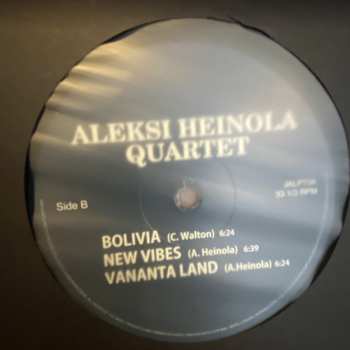 ALEKSI HEINOLA
QUARTET
Side B
33 1/3 RPM
BOLIVIA (C. Walton) 6:24
NEW VIBES (A. Heinola) 6:39
VANANTA LAND (A.Heinola) 6:24